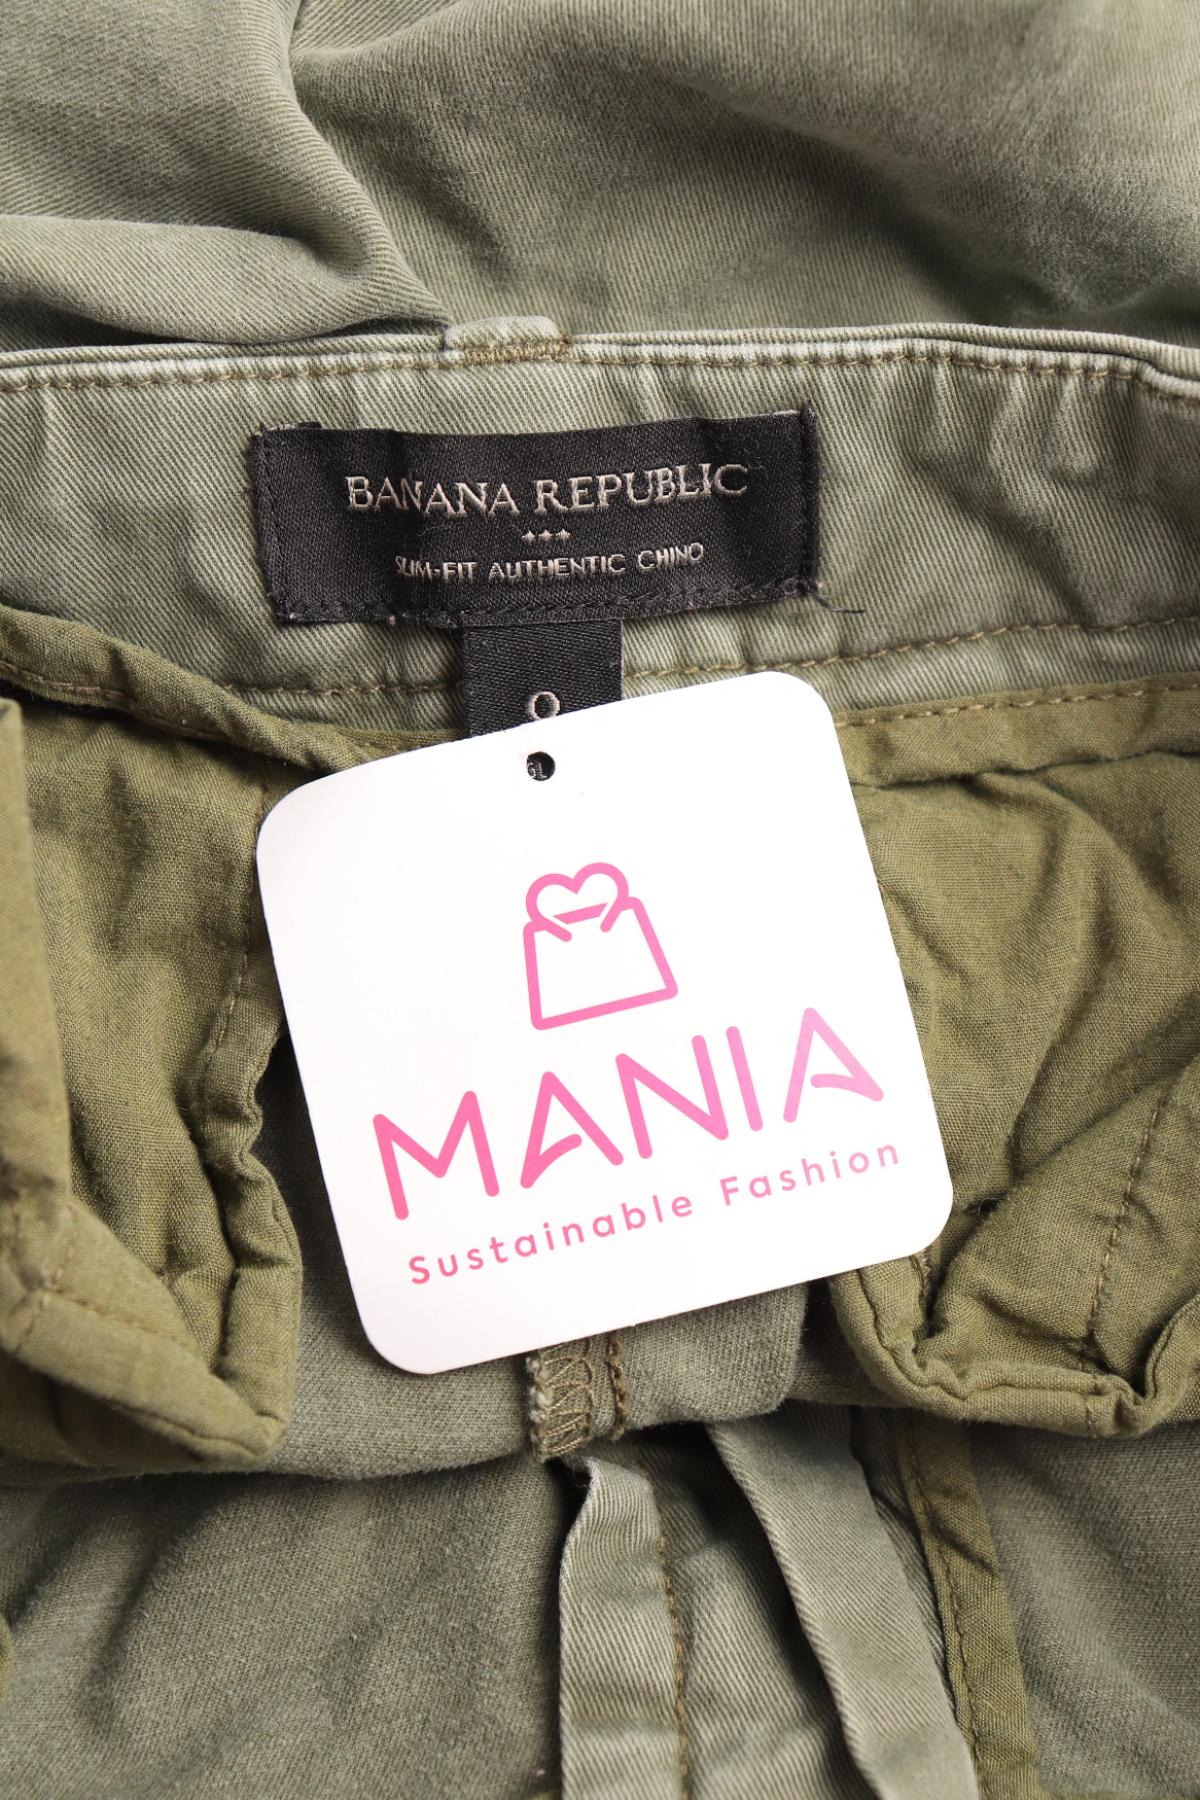 BANANA REPUBLIC
SLIM-FIT AUTHENTIC CHINO
MANIA
Sustainable Fashion